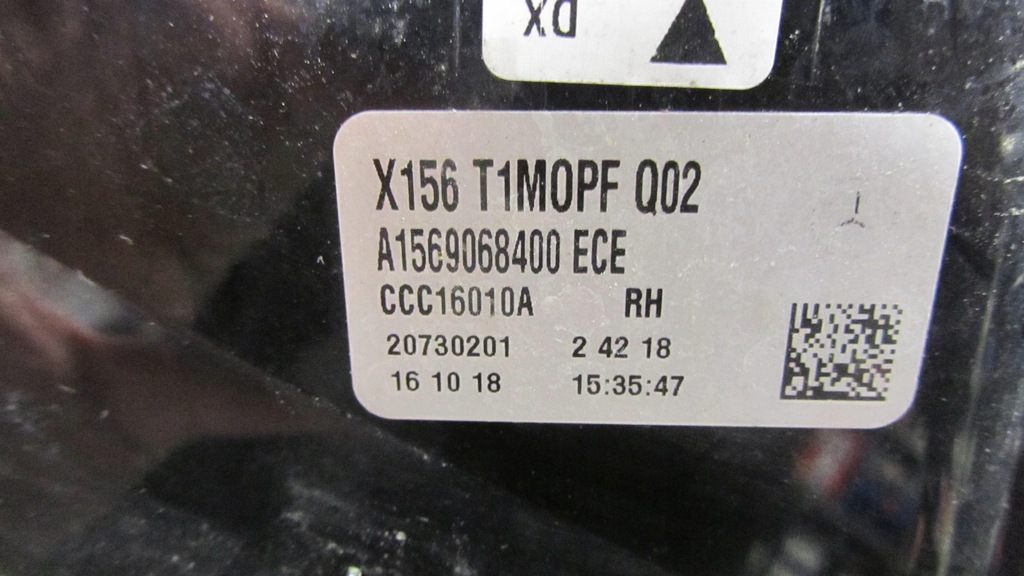 DX
X156 T1MOPF Q02
A1569068400 ECE
CCC16010A RH
20730201 2 42 18
16 10 18 15:35:47